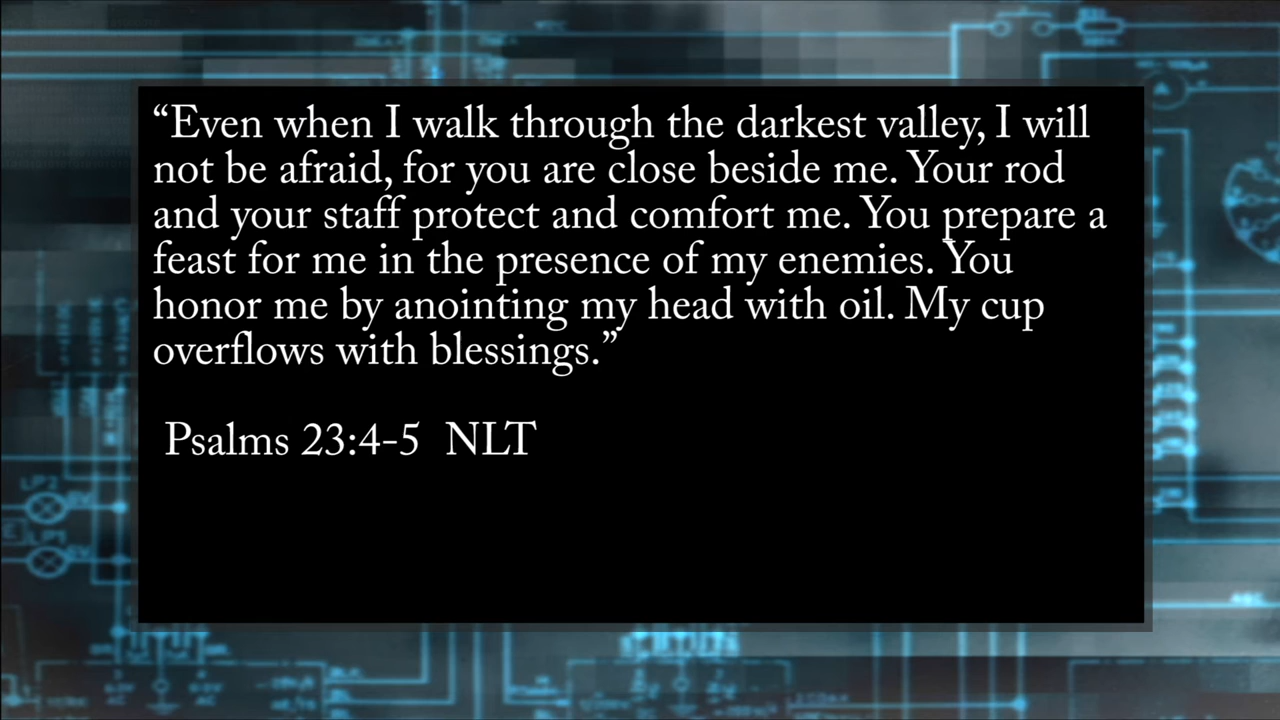 “Even when I walk through the darkest valley, I will
not be afraid, for you are close beside me. Your rod
and your staff protect and comfort me. You prepare a
feast for me in the presence of my enemies. You
honor me by anointing my head with oil. My cup
overflows with blessings.”
Psalms 23:4-5 NLT
LP2
LP1